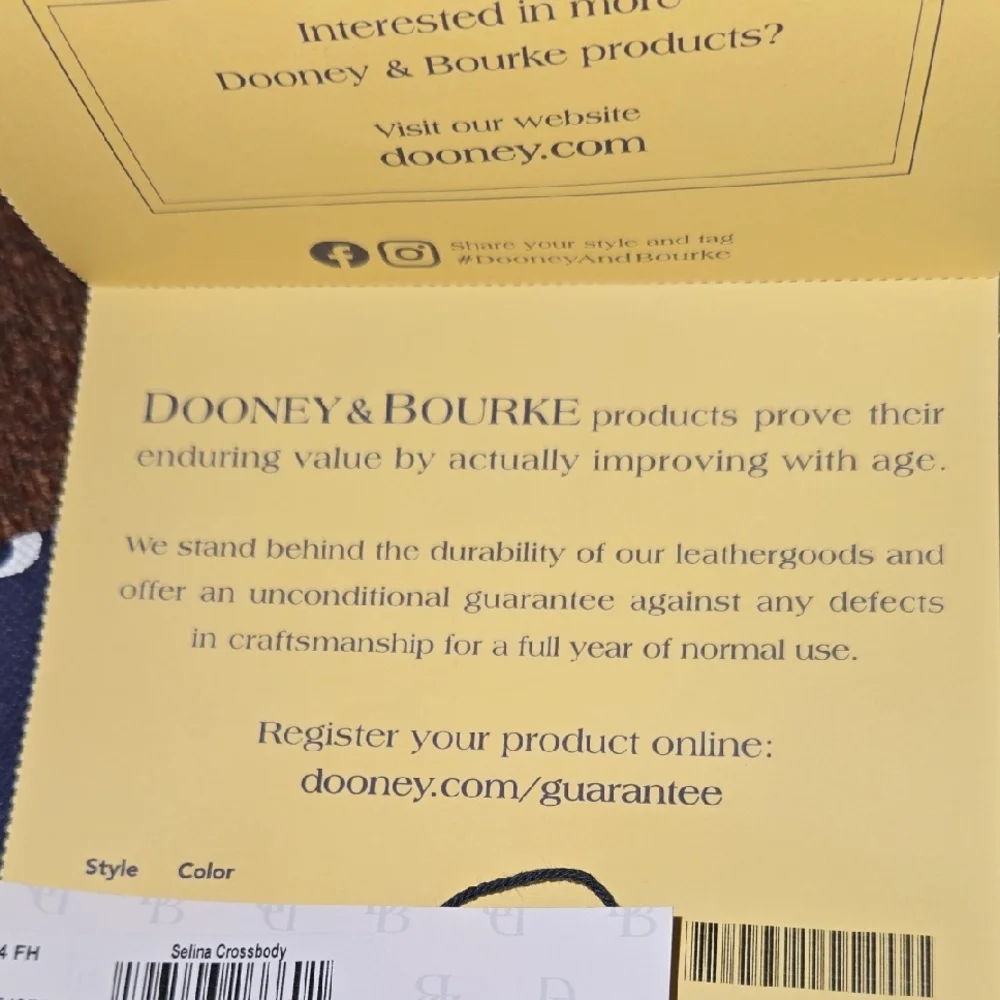 Interested in more
Dooney & Bourke products?
Visit our website
dooney.com
Share your style and tag
#DooneyAndBourke
DOONEY & BOURKE products prove their
enduring value by actually improving with age.
We stand behind the durability of our leathergoods and
offer an unconditional guarantee against any defects
in craftsmanship for a full year of normal use.
Register your product online:
dooney.com/guarantee
Style Color
4 FH
Selina Crossbody